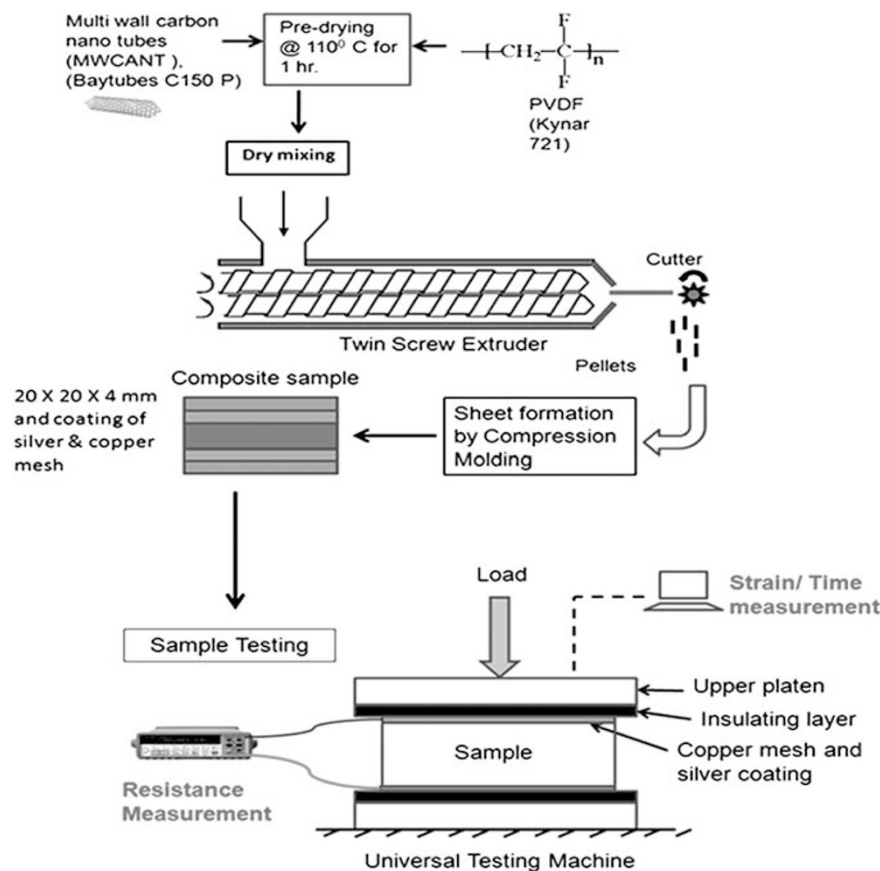 Multi wall carbon
nano tubes
(MWCANT ),
(Baytubes C150 P)
Pre-drying
@ 110⁰ C for
1 hr.
F
-[-CH₂-C-]-n
F
PVDF
(Kynar
721)
Dry mixing
Cutter
Twin Screw Extruder
Pellets
Composite sample
20 X 20 X 4 mm
and coating of
silver & copper
mesh
Sheet formation
by Compression
Molding
Load
Strain/ Time
measurement
Sample Testing
Upper platen
Insulating layer
Sample
Copper mesh and
silver coating
Resistance
Measurement
Universal Testing Machine